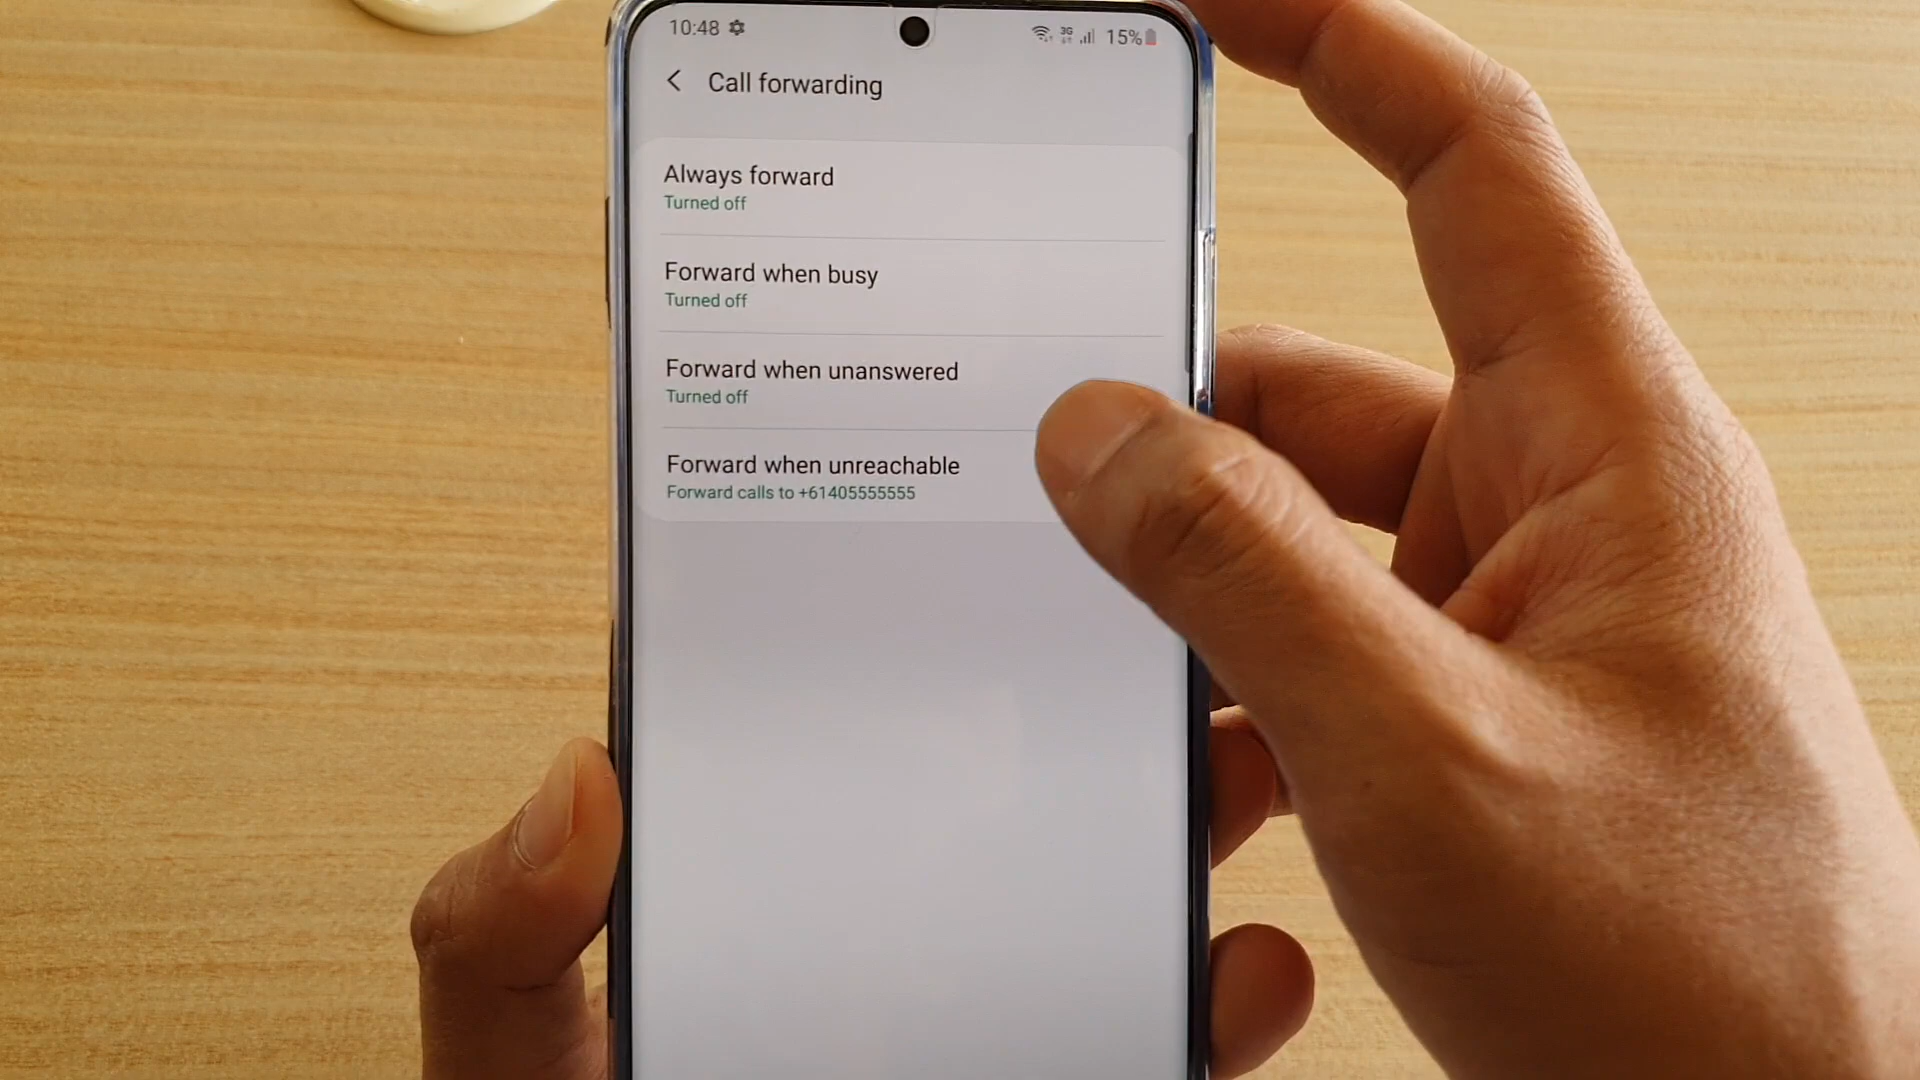 10:48
3G
15%
Call forwarding
Always forward
Turned off
Forward when busy
Turned off
Forward when unanswered
Turned off
Forward when unreachable
Forward calls to +61405555555